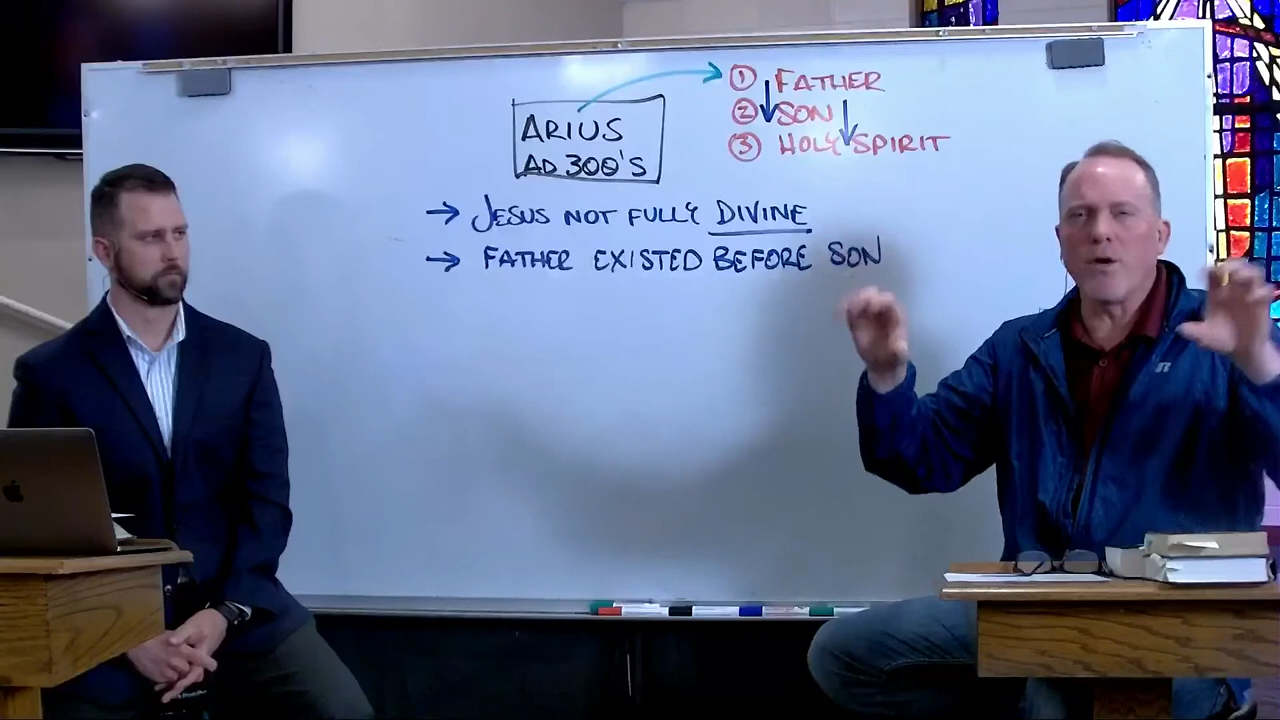 ① FATHER
② SON
③ HOLY SPIRIT
ARIUS
AD 300'S
→ JESUS NOT FULLY DIVINE
→ FATHER EXISTED BEFORE SON